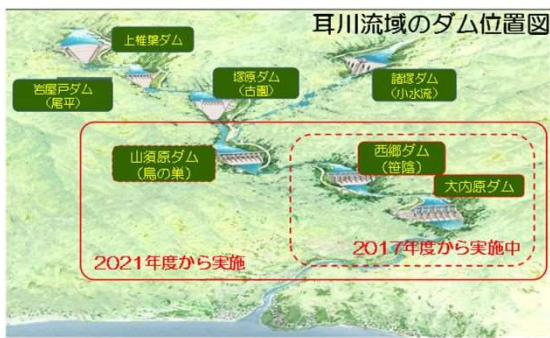 耳川流域のダム位置図
上椎葉ダム
岩屋戸ダム
(尾平)
塚原ダム
(古園)
諸塚ダム
(小水流)
山須原ダム
(鳥の巣)
西郷ダム
(笹陰)
大内原ダム
2017年度から実施中
2021年度から実施